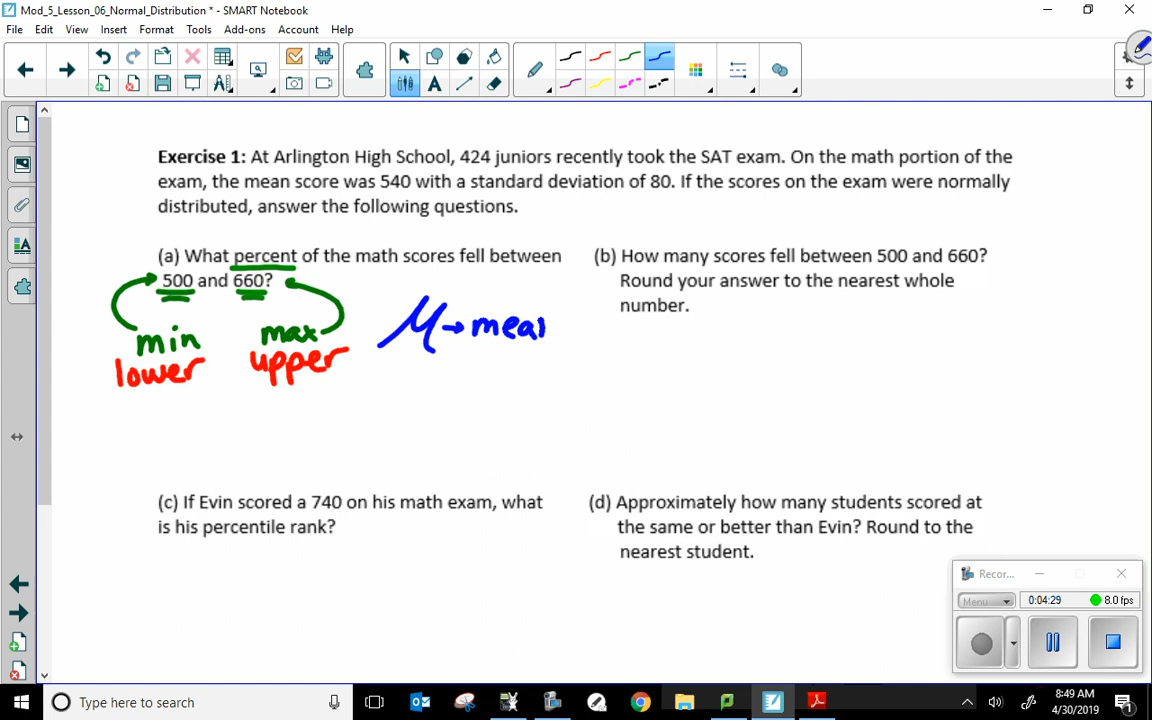 Mod_5_Lesson_06_Normal_Distribution * - SMART Notebook
File Edit View Insert Format Tools Add-ons Account Help
Exercise 1: At Arlington High School, 424 juniors recently took the SAT exam. On the math portion of the
exam, the mean score was 540 with a standard deviation of 80. If the scores on the exam were normally
distributed, answer the following questions.
(a) What percent of the math scores fell between
500 and 660?
min max
lower upper
μ→mean
(b) How many scores fell between 500 and 660?
Round your answer to the nearest whole
number.
(c) If Evin scored a 740 on his math exam, what
is his percentile rank?
(d) Approximately how many students scored at
the same or better than Evin? Round to the
nearest student.
Recor...
Menu 0:04:29 8.0 fps
Type here to search
8:49 AM
4/30/2019
1